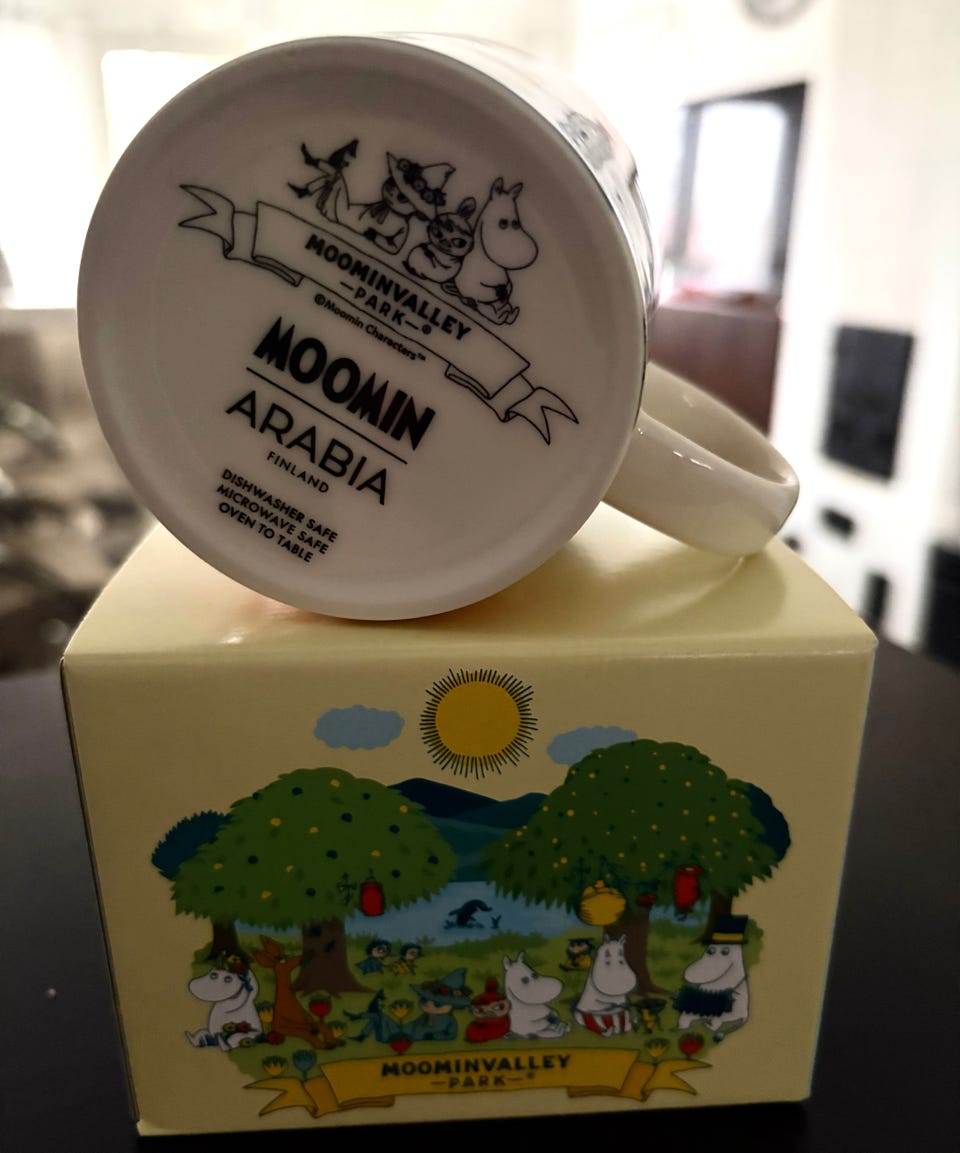 MOOMINVALLEY
—PARK—®
©Moomin Characters™
MOOMIN
ARABIA
FINLAND
DISHWASHER SAFE
MICROWAVE SAFE
OVEN TO TABLE
MOOMINVALLEY
—PARK—®